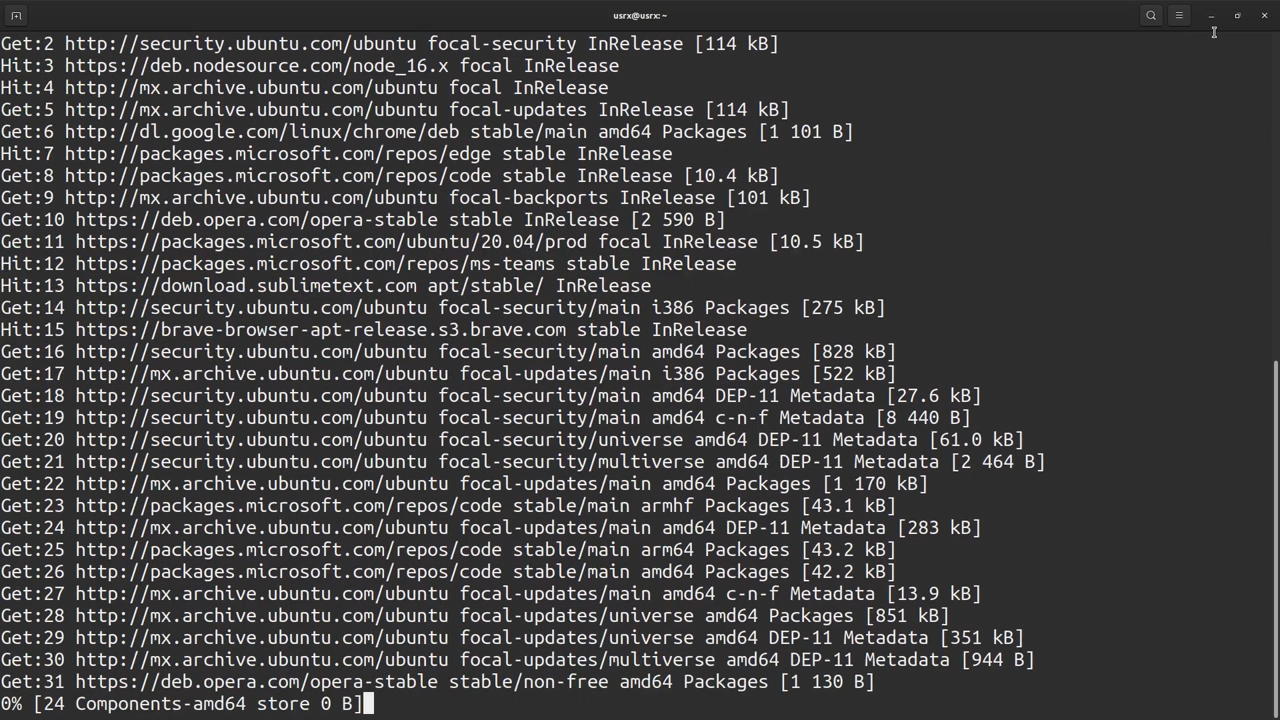 usrx@usrx: ~
Get:2 http://security.ubuntu.com/ubuntu focal-security InRelease [114 kB]
Hit:3 https://deb.nodesource.com/node_16.x focal InRelease
Hit:4 http://mx.archive.ubuntu.com/ubuntu focal InRelease
Get:5 http://mx.archive.ubuntu.com/ubuntu focal-updates InRelease [114 kB]
Get:6 http://dl.google.com/linux/chrome/deb stable/main amd64 Packages [1 101 B]
Hit:7 http://packages.microsoft.com/repos/edge stable InRelease
Get:8 http://packages.microsoft.com/repos/code stable InRelease [10.4 kB]
Get:9 http://mx.archive.ubuntu.com/ubuntu focal-backports InRelease [101 kB]
Get:10 https://deb.opera.com/opera-stable stable InRelease [2 590 B]
Get:11 https://packages.microsoft.com/ubuntu/20.04/prod focal InRelease [10.5 kB]
Hit:12 https://packages.microsoft.com/repos/ms-teams stable InRelease
Hit:13 https://download.sublimetext.com apt/stable/ InRelease
Get:14 http://security.ubuntu.com/ubuntu focal-security/main i386 Packages [275 kB]
Hit:15 https://brave-browser-apt-release.s3.brave.com stable InRelease
Get:16 http://security.ubuntu.com/ubuntu focal-security/main amd64 Packages [828 kB]
Get:17 http://mx.archive.ubuntu.com/ubuntu focal-updates/main i386 Packages [522 kB]
Get:18 http://security.ubuntu.com/ubuntu focal-security/main amd64 DEP-11 Metadata [27.6 kB]
Get:19 http://security.ubuntu.com/ubuntu focal-security/main amd64 c-n-f Metadata [8 440 B]
Get:20 http://security.ubuntu.com/ubuntu focal-security/universe amd64 DEP-11 Metadata [61.0 kB]
Get:21 http://security.ubuntu.com/ubuntu focal-security/multiverse amd64 DEP-11 Metadata [2 464 B]
Get:22 http://mx.archive.ubuntu.com/ubuntu focal-updates/main amd64 Packages [1 170 kB]
Get:23 http://packages.microsoft.com/repos/code stable/main armhf Packages [43.1 kB]
Get:24 http://mx.archive.ubuntu.com/ubuntu focal-updates/main amd64 DEP-11 Metadata [283 kB]
Get:25 http://packages.microsoft.com/repos/code stable/main arm64 Packages [43.2 kB]
Get:26 http://packages.microsoft.com/repos/code stable/main amd64 Packages [42.2 kB]
Get:27 http://mx.archive.ubuntu.com/ubuntu focal-updates/main amd64 c-n-f Metadata [13.9 kB]
Get:28 http://mx.archive.ubuntu.com/ubuntu focal-updates/universe amd64 Packages [851 kB]
Get:29 http://mx.archive.ubuntu.com/ubuntu focal-updates/universe amd64 DEP-11 Metadata [351 kB]
Get:30 http://mx.archive.ubuntu.com/ubuntu focal-updates/multiverse amd64 DEP-11 Metadata [944 B]
Get:31 https://deb.opera.com/opera-stable stable/non-free amd64 Packages [1 130 B]
0% [24 Components-amd64 store 0 B]